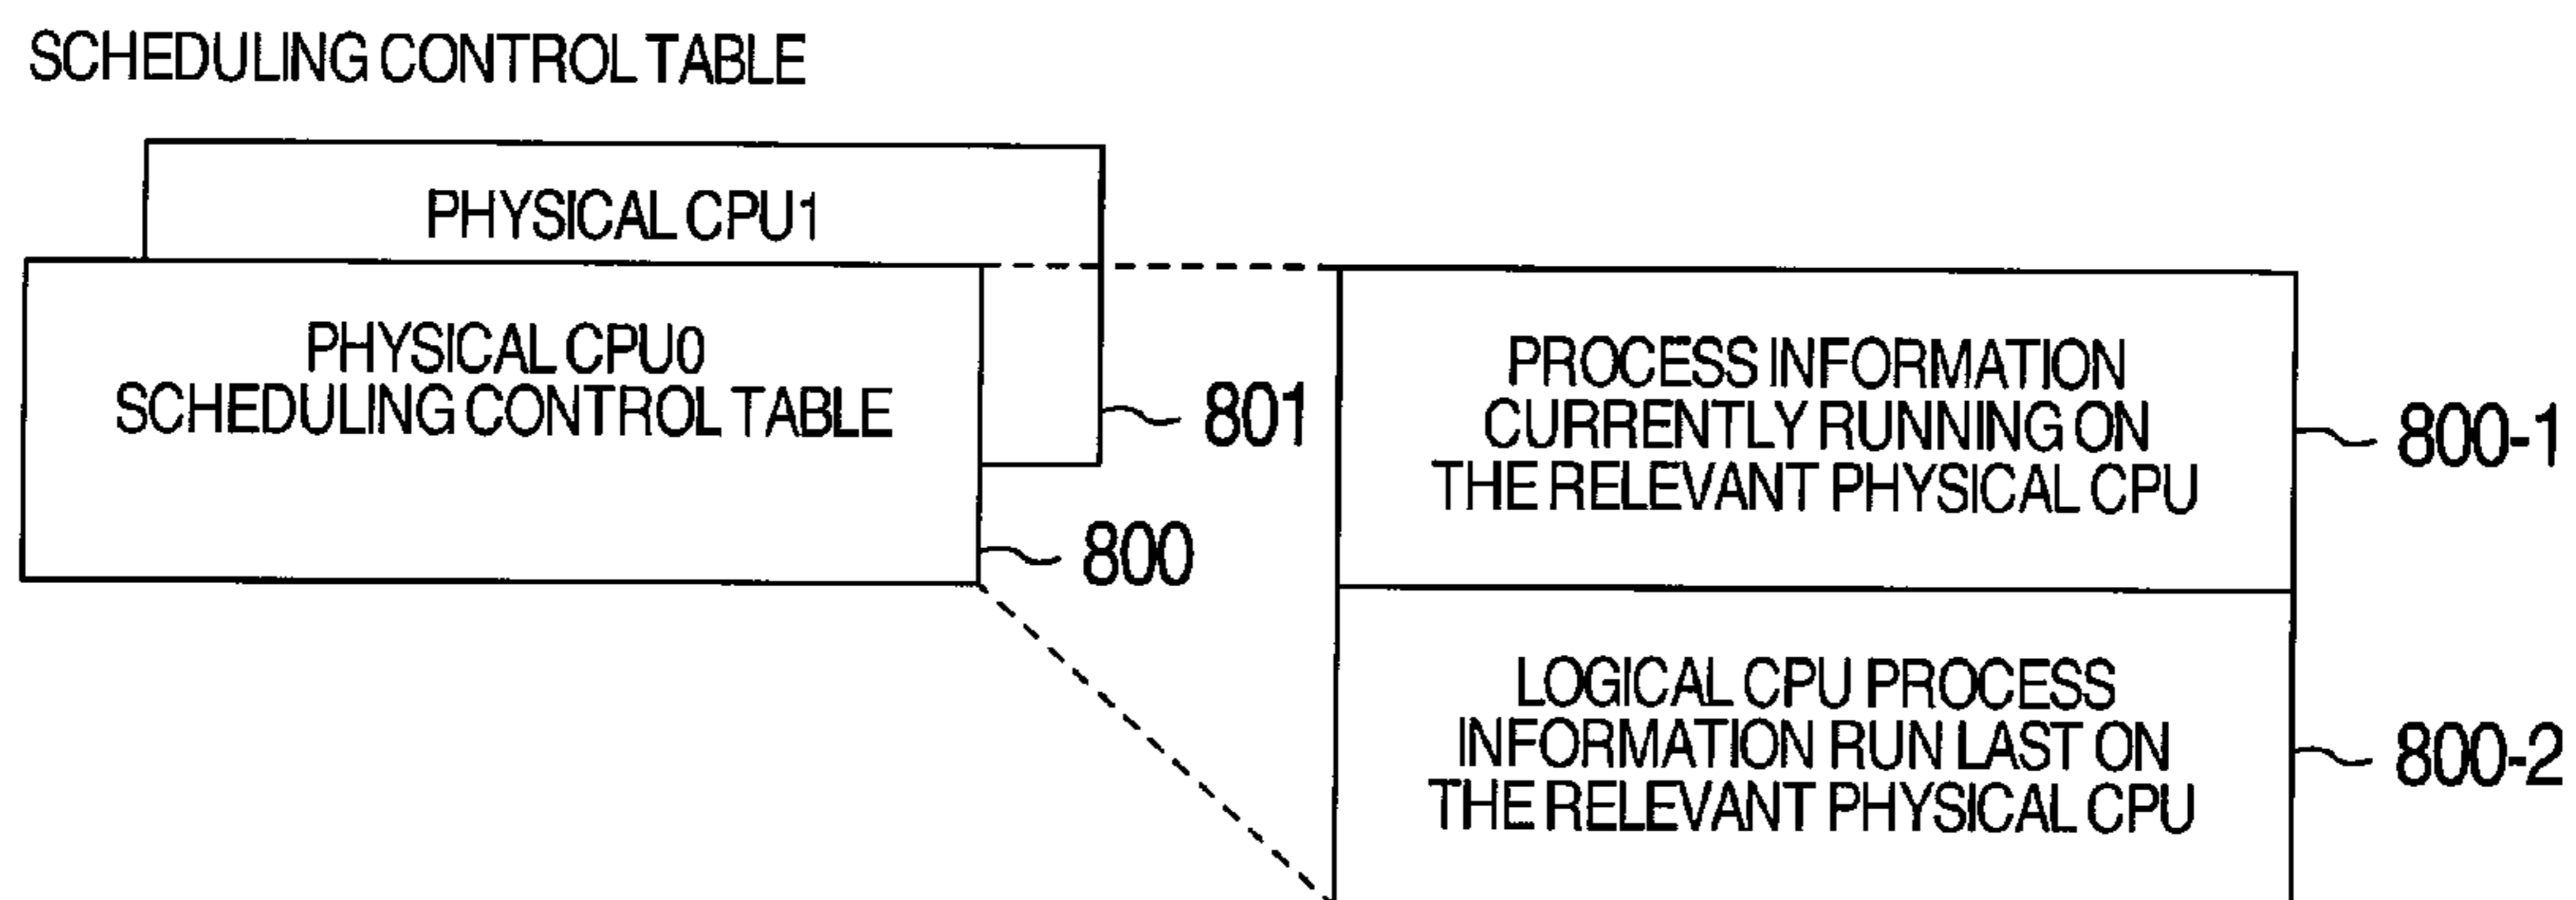 SCHEDULING CONTROL TABLE
PHYSICAL CPU1
PHYSICAL CPU0
SCHEDULING CONTROL TABLE
801
800
PROCESS INFORMATION
CURRENTLY RUNNING ON
THE RELEVANT PHYSICAL CPU
800-1
LOGICAL CPU PROCESS
INFORMATION RUN LAST ON
THE RELEVANT PHYSICAL CPU
800-2